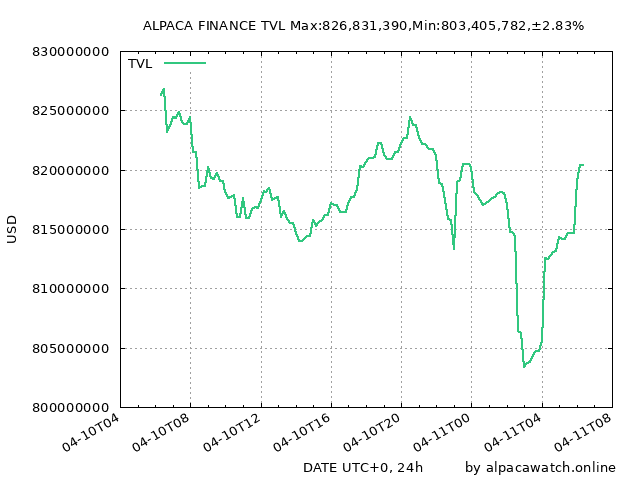 ALPACA FINANCE TVL Max:826,831,390,Min:803,405,782,±2.83%
830000000
TVL
825000000
820000000
815000000
810000000
805000000
800000000
USD
04-10T04
04-10T08
04-10T12
04-10T16
04-10T20
04-11T00
04-11T04
04-11T08
DATE UTC+0, 24h
by alpacawatch.online